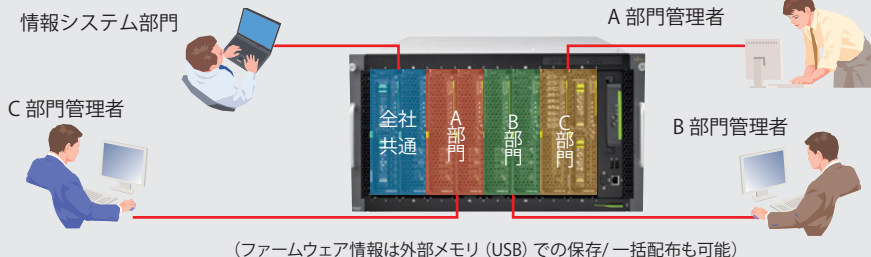 情報システム部門
A 部門管理者
C 部門管理者
B 部門管理者
全社
共通
A部門
B部門
C部門
（ファームウェア情報は外部メモリ（USB）での保存/ 一括配布も可能）